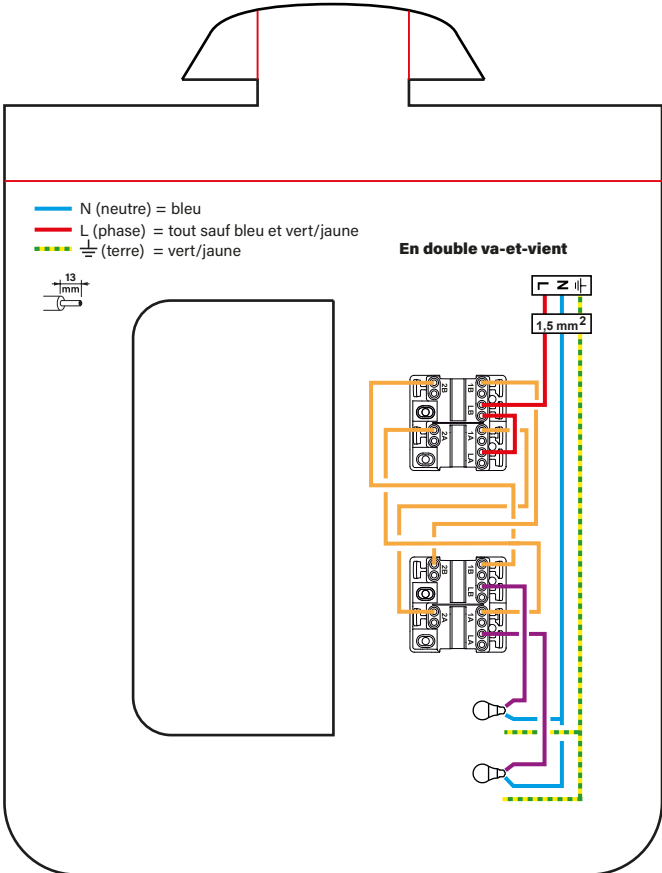 N (neutre) = bleu
L (phase) = tout sauf bleu et vert/jaune
(terre) = vert/jaune
13
mm
En double va-et-vient
L N
1,5 mm²
2B 1B
LB
2A 1A
LA
2B 1B
LB
2A 1A
LA